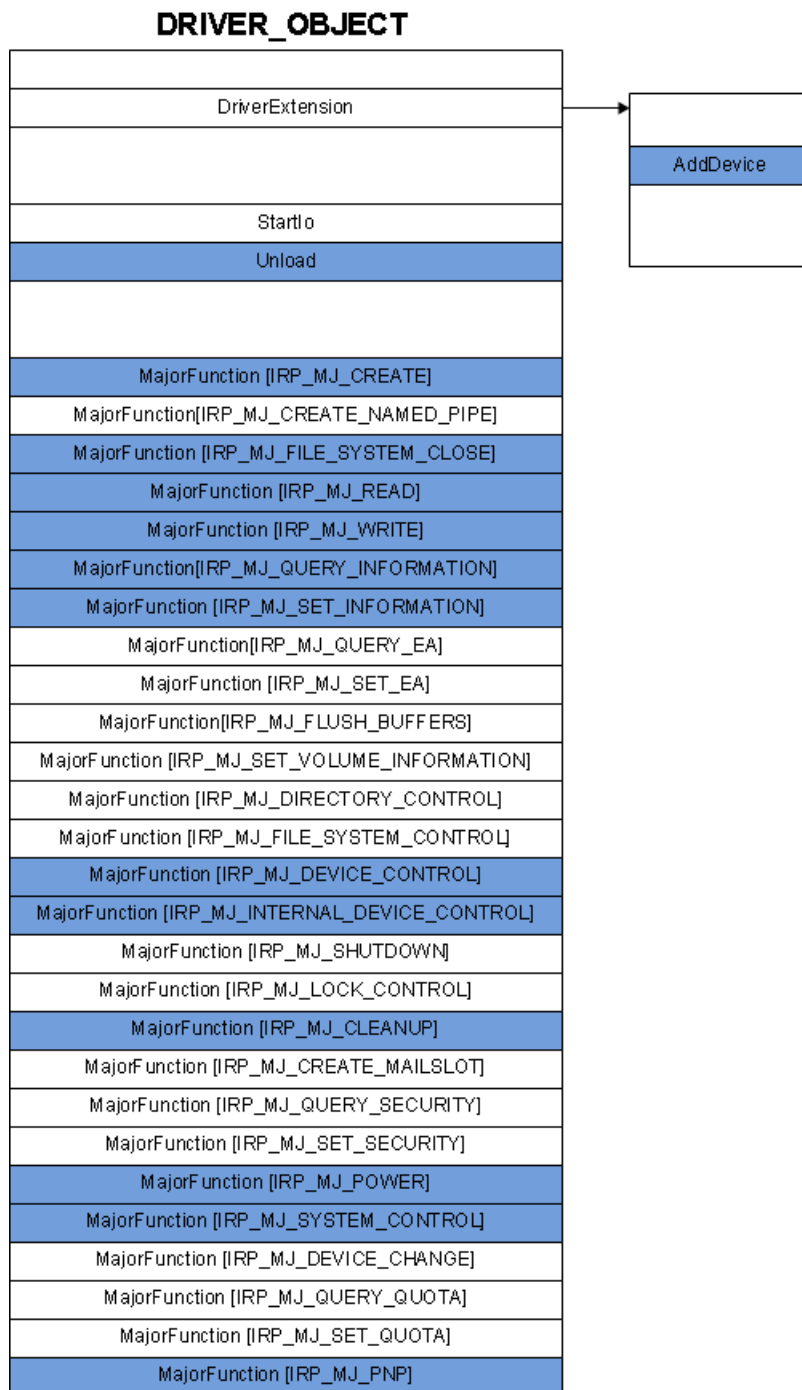 DRIVER_OBJECT
DriverExtension
AddDevice
StartIo
Unload
MajorFunction [IRP_MJ_CREATE]
MajorFunction[IRP_MJ_CREATE_NAMED_PIPE]
MajorFunction [IRP_MJ_FILE_SYSTEM_CLOSE]
MajorFunction [IRP_MJ_READ]
MajorFunction [IRP_MJ_WRITE]
MajorFunction[IRP_MJ_QUERY_INFORMATION]
MajorFunction [IRP_MJ_SET_INFORMATION]
MajorFunction[IRP_MJ_QUERY_EA]
MajorFunction [IRP_MJ_SET_EA]
MajorFunction[IRP_MJ_FLUSH_BUFFERS]
MajorFunction [IRP_MJ_SET_VOLUME_INFORMATION]
MajorFunction [IRP_MJ_DIRECTORY_CONTROL]
MajorFunction [IRP_MJ_FILE_SYSTEM_CONTROL]
MajorFunction [IRP_MJ_DEVICE_CONTROL]
MajorFunction [IRP_MJ_INTERNAL_DEVICE_CONTROL]
MajorFunction [IRP_MJ_SHUTDOWN]
MajorFunction [IRP_MJ_LOCK_CONTROL]
MajorFunction [IRP_MJ_CLEANUP]
MajorFunction [IRP_MJ_CREATE_MAILSLOT]
MajorFunction [IRP_MJ_QUERY_SECURITY]
MajorFunction [IRP_MJ_SET_SECURITY]
MajorFunction [IRP_MJ_POWER]
MajorFunction [IRP_MJ_SYSTEM_CONTROL]
MajorFunction [IRP_MJ_DEVICE_CHANGE]
MajorFunction [IRP_MJ_QUERY_QUOTA]
MajorFunction [IRP_MJ_SET_QUOTA]
MajorFunction [IRP_MJ_PNP]